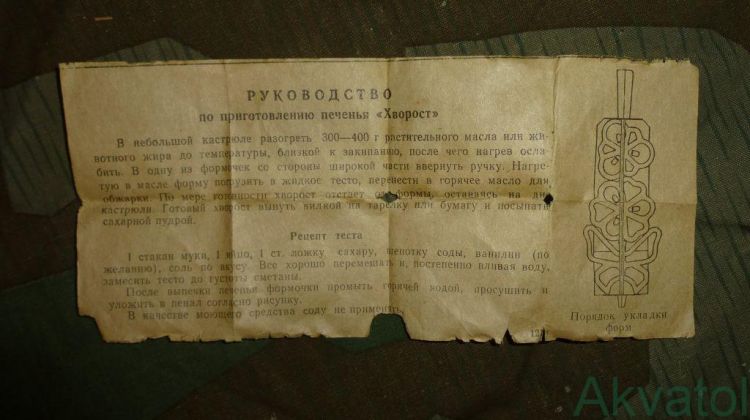 РУКОВОДСТВО
по приготовлению печенья «Хворост»
В небольшой кастрюле разогреть 300—400 г растительного масла или жи-
вотного жира до температуры, близкой к закипанию, после чего нагрев осла-
бить. В одну из формочек со стороны широкой части ввернуть ручку. Нагре-
тую в масле форму погрузить в жидкое тесто, перенести в горячее масло для
обжарки. По мере готовности хворост отстает формы, оставаясь на дне
кастрюли. Готовый хворост вынуть вилкой на тарелку или бумагу и посыпать
сахарной пудрой.
Рецепт теста
1 стакан муки, 1 яйцо, 1 ст. ложку сахару, щепотку соды, ванилин (по
желанию), соль по вкусу. Все хорошо перемешать и, постепенно вливая воду,
замесить тесто до густоты сметаны.
После выпечки печенья формочки промыть горячей водой, просушить и
уложить в пенал согласно рисунку.
В качестве моющего средства соду не применять.
Порядок укладки
форм
Akvatol